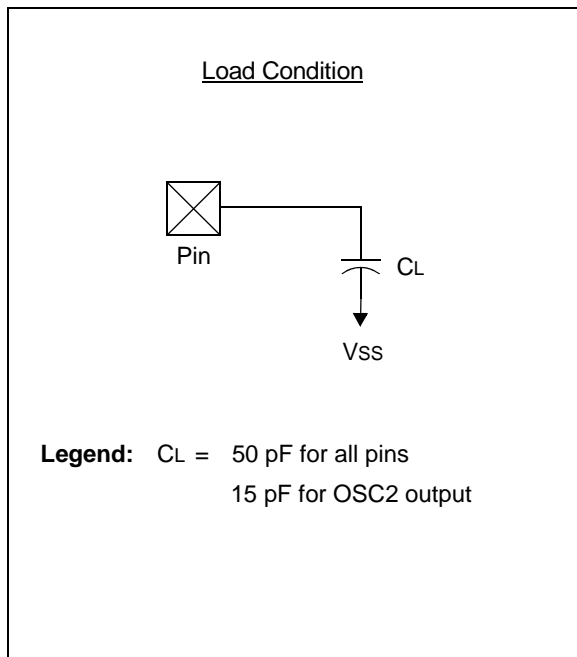 Load Condition
Pin
CL
VSS
Legend: CL = 50 pF for all pins
15 pF for OSC2 output